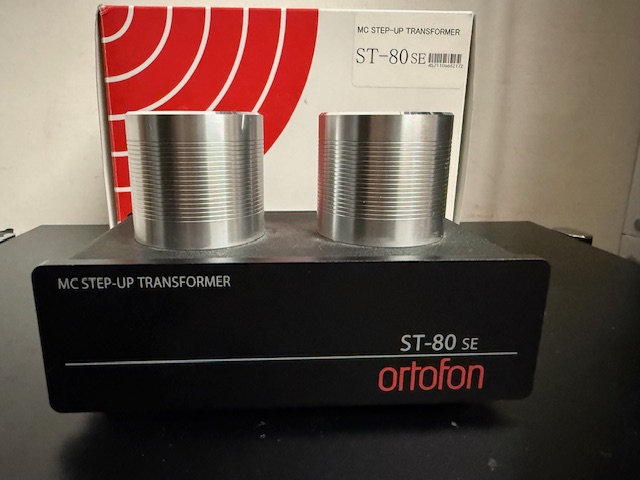 MC STEP-UP TRANSFORMER
ST-80 SE
MC STEP-UP TRANSFORMER
ST-80 SE
ortofon